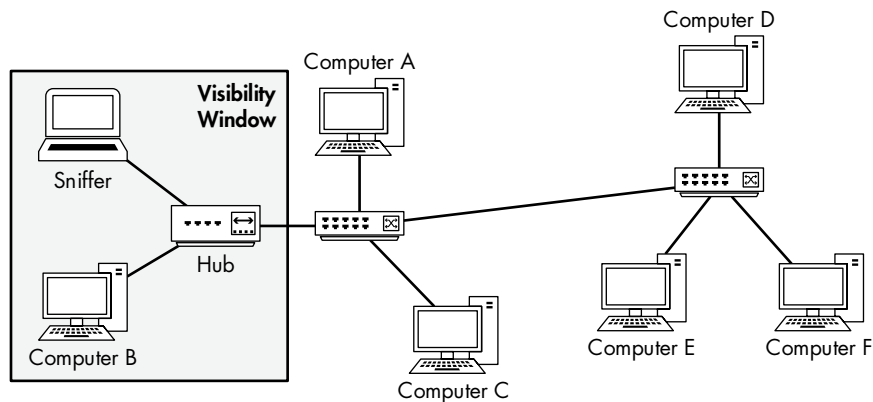 Computer D
Computer A
Visibility
Window
Sniffer
Hub
Computer B
Computer E
Computer F
Computer C